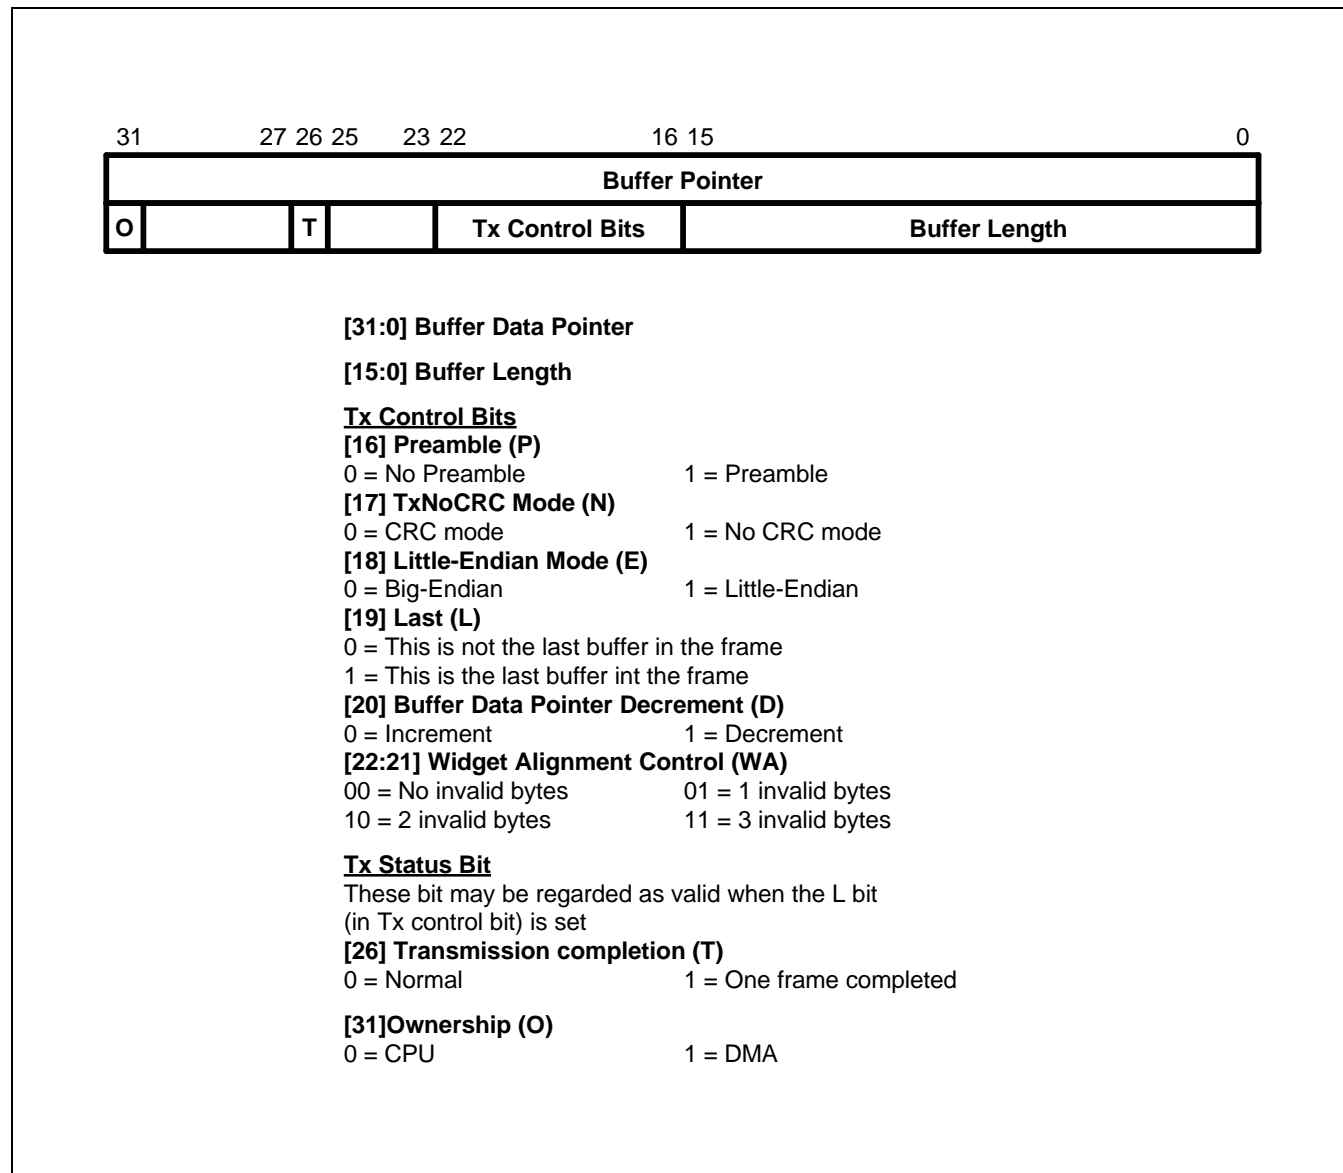 31 27 26 25 23 22 16 15 0
Buffer Pointer
O T Tx Control Bits Buffer Length
[31:0] Buffer Data Pointer
[15:0] Buffer Length
Tx Control Bits
[16] Preamble (P)
0 = No Preamble 1 = Preamble
[17] TxNoCRC Mode (N)
0 = CRC mode 1 = No CRC mode
[18] Little-Endian Mode (E)
0 = Big-Endian 1 = Little-Endian
[19] Last (L)
0 = This is not the last buffer in the frame
1 = This is the last buffer int the frame
[20] Buffer Data Pointer Decrement (D)
0 = Increment 1 = Decrement
[22:21] Widget Alignment Control (WA)
00 = No invalid bytes 01 = 1 invalid bytes
10 = 2 invalid bytes 11 = 3 invalid bytes
Tx Status Bit
These bit may be regarded as valid when the L bit
(in Tx control bit) is set
[26] Transmission completion (T)
0 = Normal 1 = One frame completed
[31]Ownership (O)
0 = CPU 1 = DMA